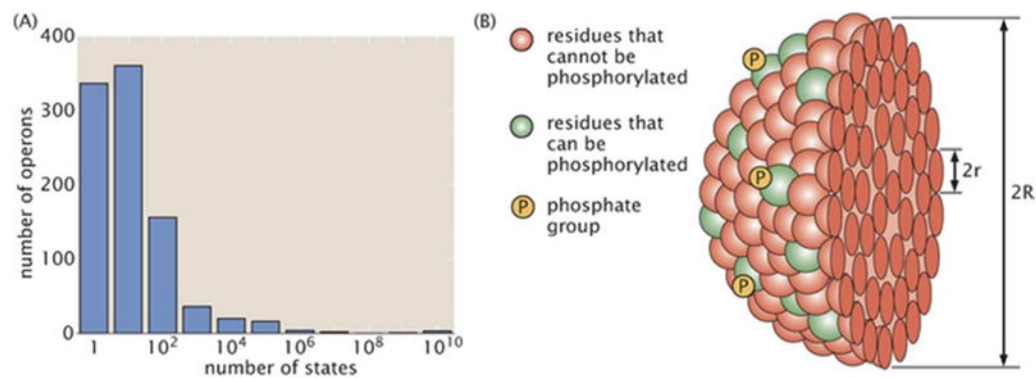 (A)
400
300
200
100
0
number of operons
1
10²
10⁴
10⁶
10⁸
10¹⁰
number of states
(B)
residues that
cannot be
phosphorylated
residues that
can be
phosphorylated
P
phosphate
group
P
P
P
2r
2R